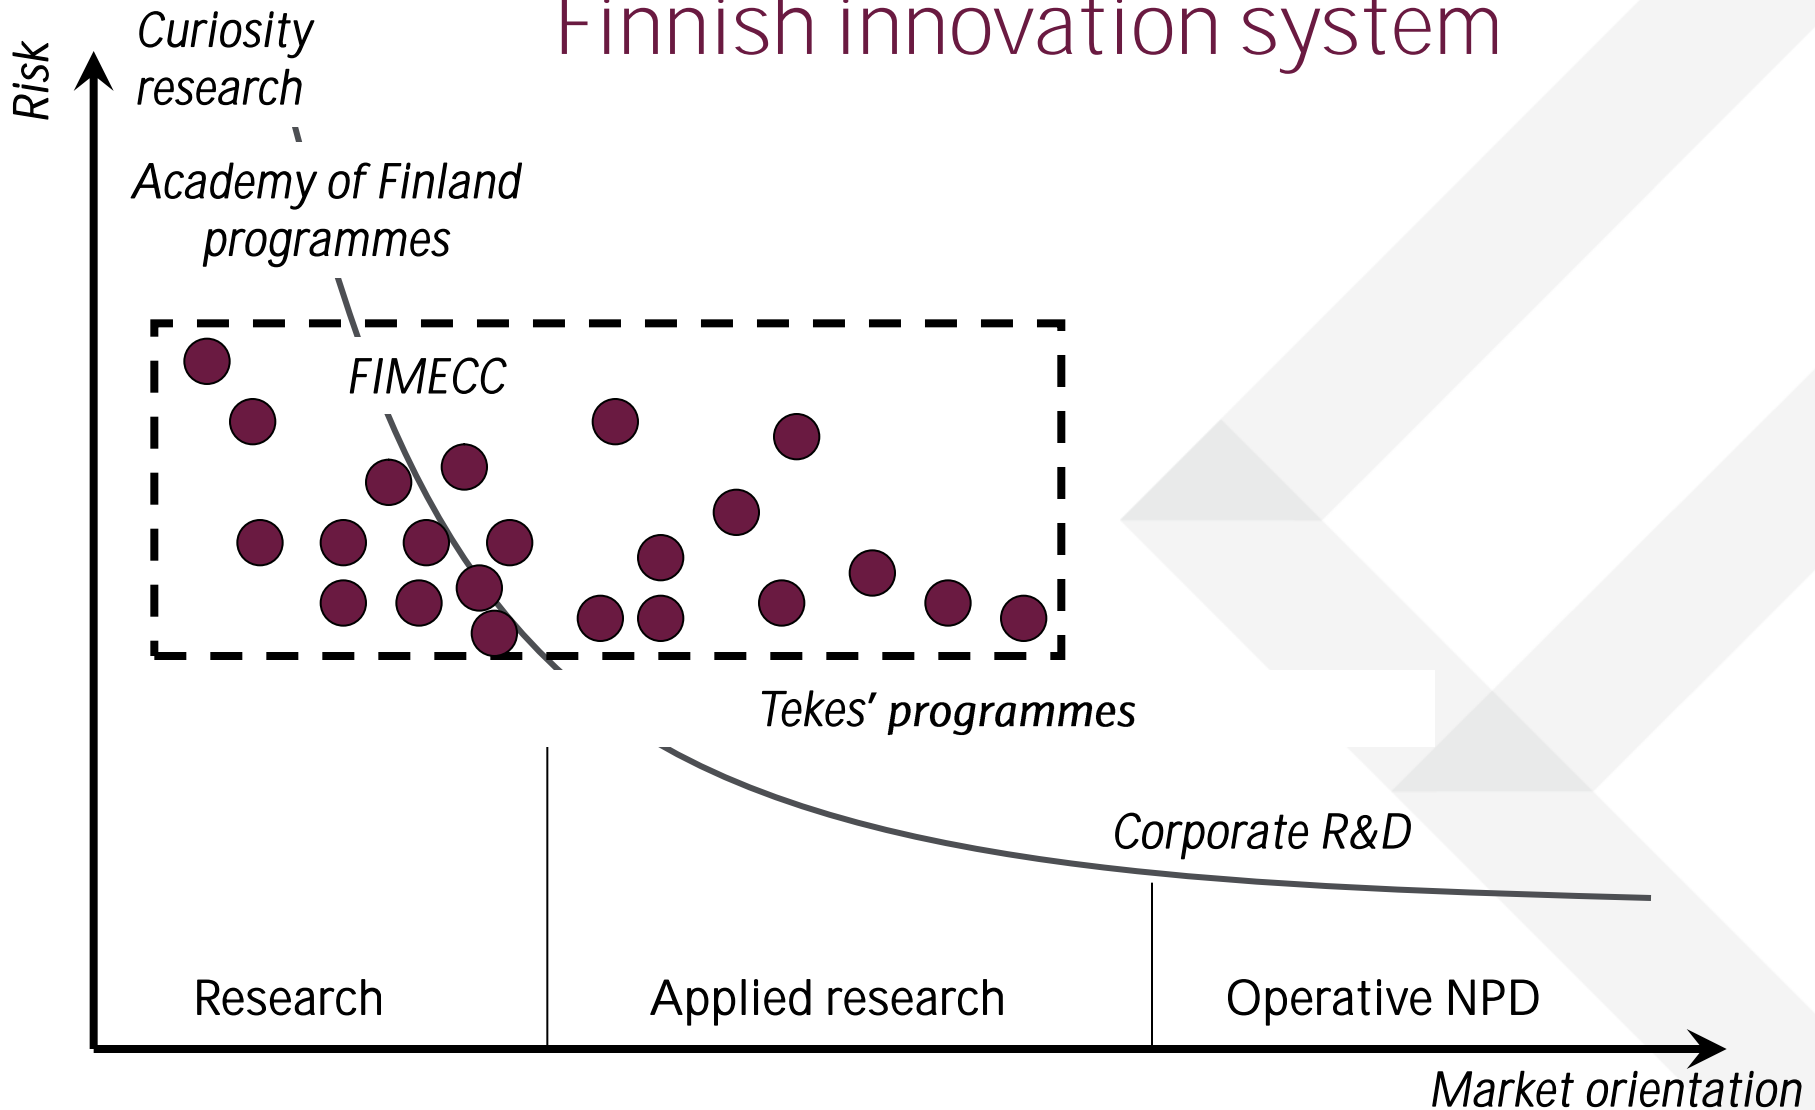 Finnish innovation system
Risk
Curiosity
research
Academy of Finland
programmes
FIMECC
Tekes’ programmes
Corporate R&D
Research
Applied research
Operative NPD
Market orientation